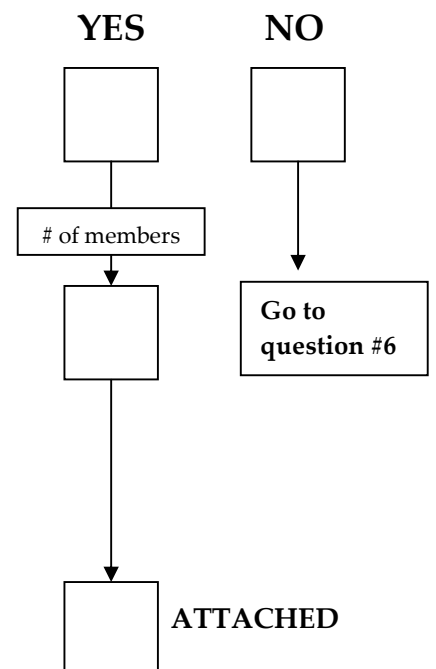 YES NO
# of members
Go to
question #6
ATTACHED